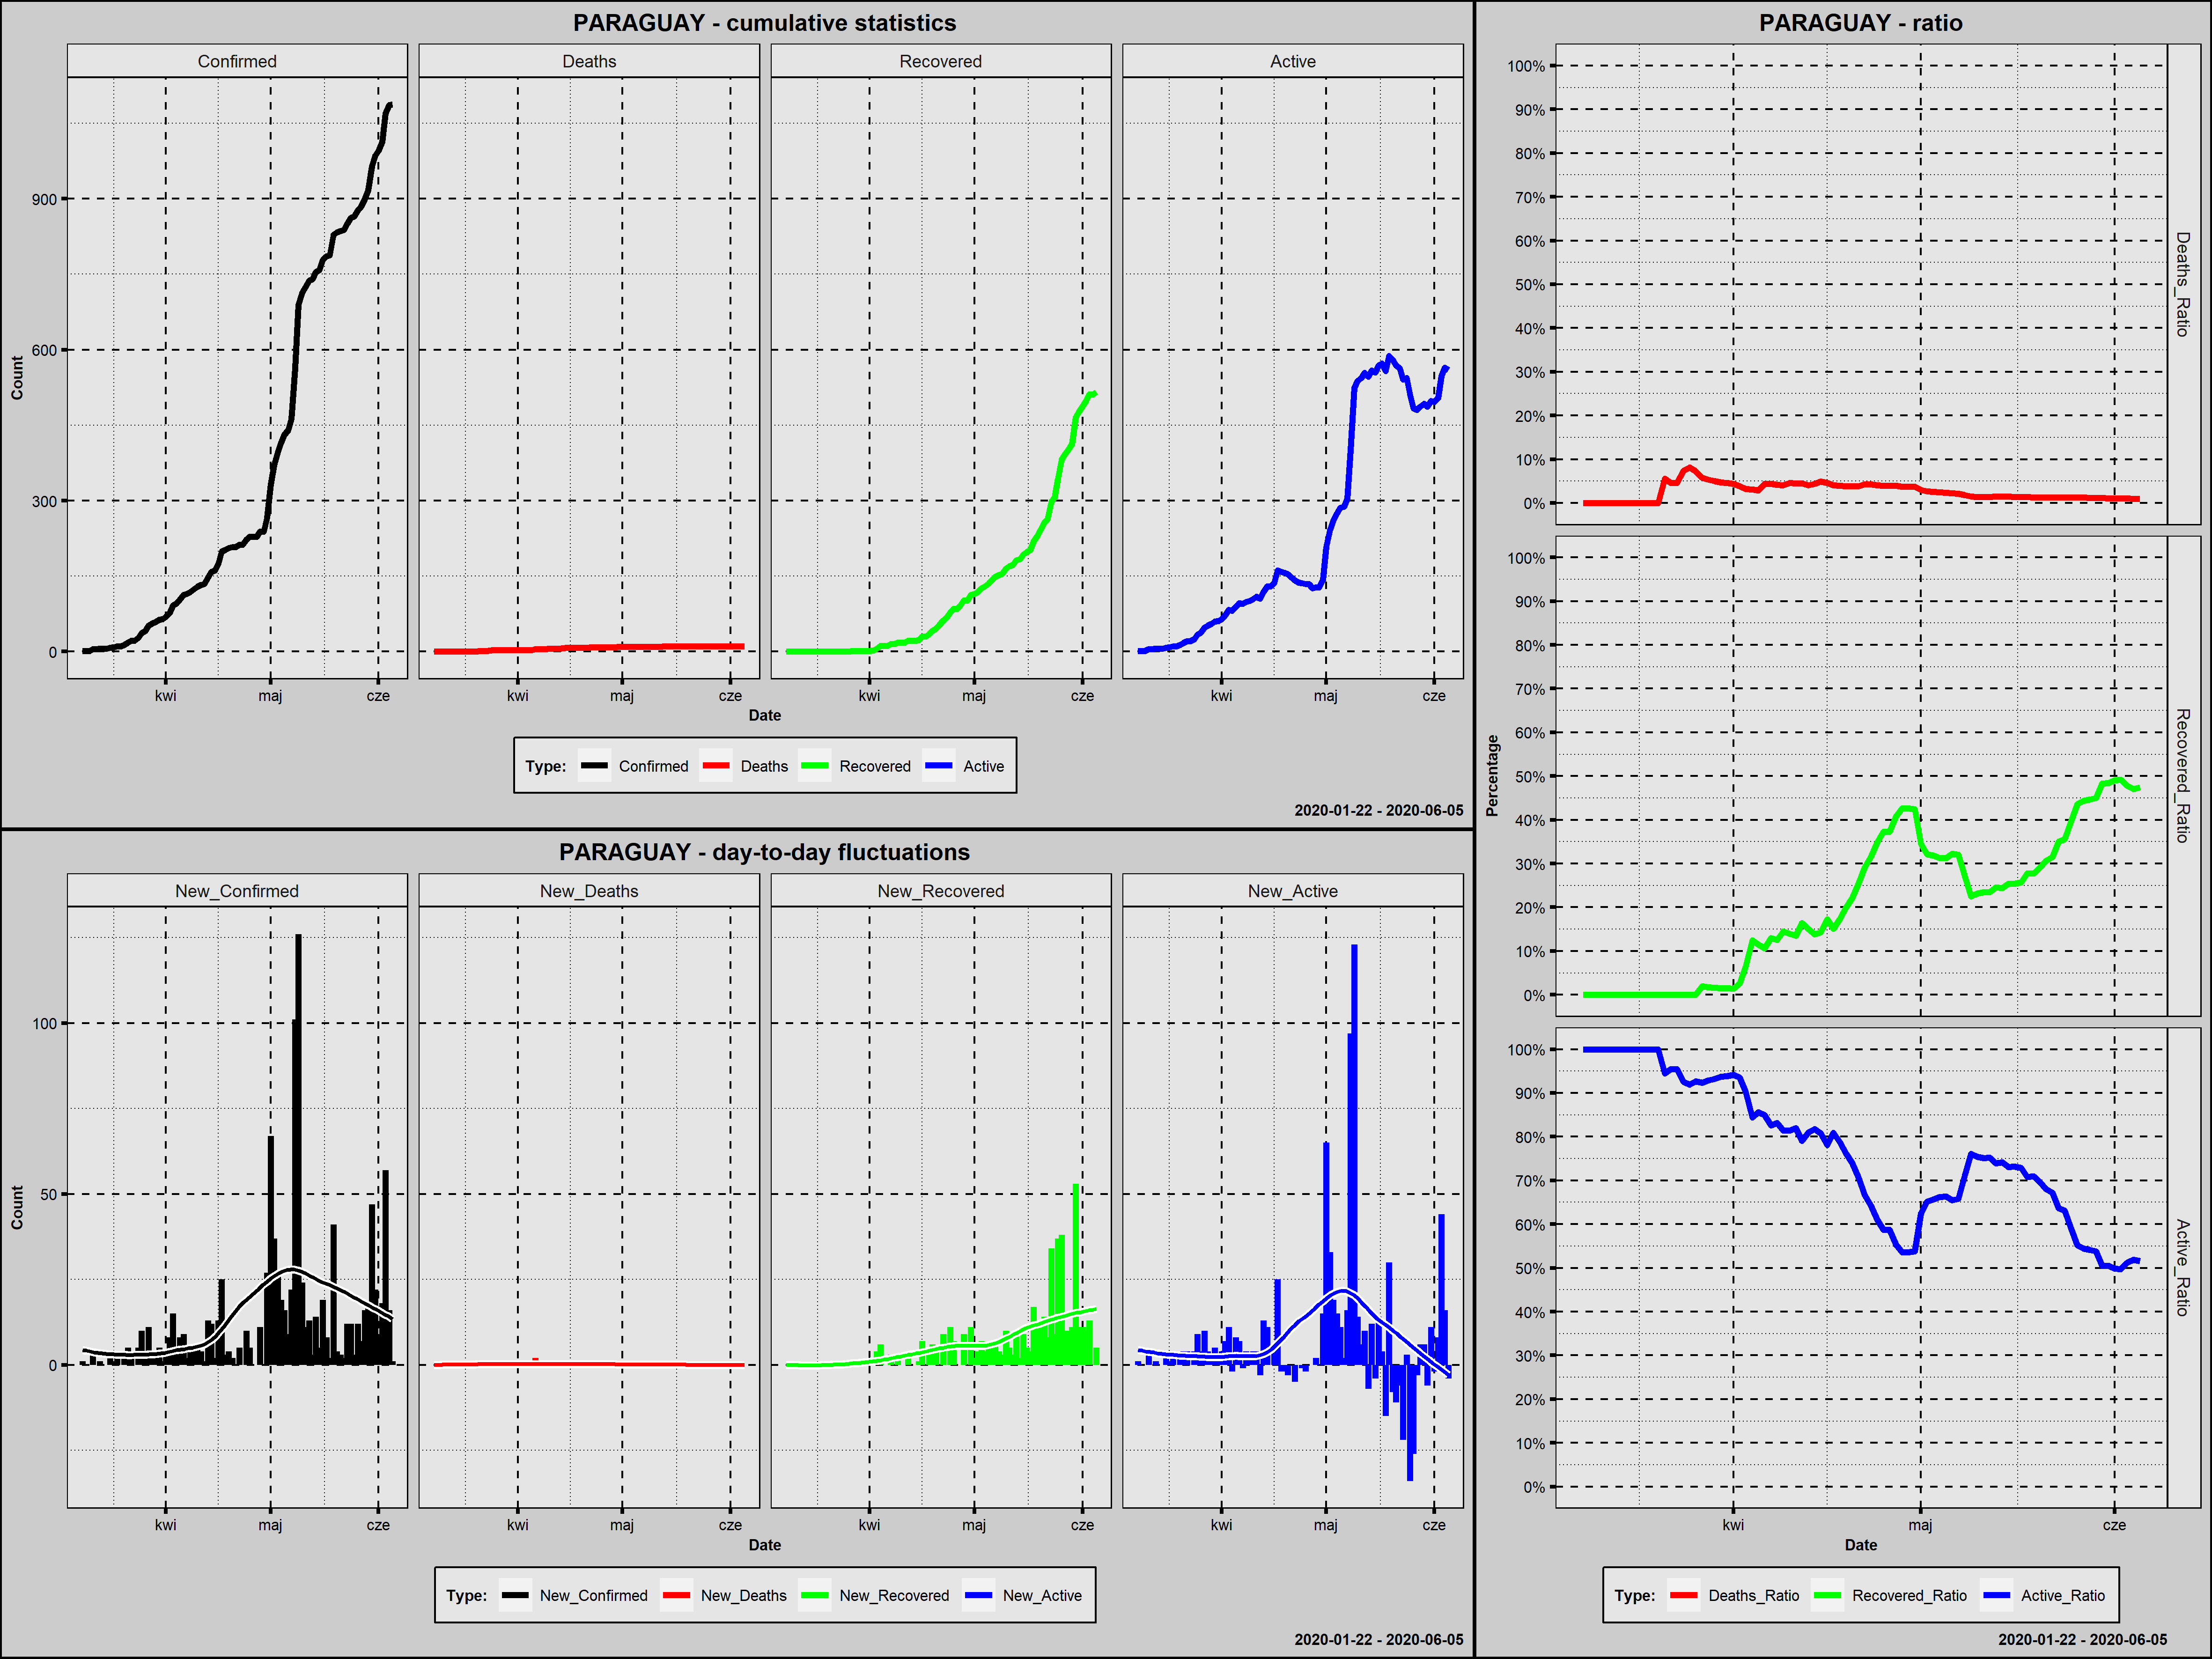 PARAGUAY - cumulative statistics
Confirmed Deaths Recovered Active
Count
900
600
300
0
kwi maj cze kwi maj cze kwi maj cze kwi maj cze
Date
Type: Confirmed Deaths Recovered Active
2020-01-22 - 2020-06-05
PARAGUAY - day-to-day fluctuations
New_Confirmed New_Deaths New_Recovered New_Active
Count
100
50
0
kwi maj cze kwi maj cze kwi maj cze kwi maj cze
Date
Type: New_Confirmed New_Deaths New_Recovered New_Active
2020-01-22 - 2020-06-05
PARAGUAY - ratio
Percentage
100%
90%
80%
70%
60%
50%
40%
30%
20%
10%
0%
Deaths_Ratio
100%
90%
80%
70%
60%
50%
40%
30%
20%
10%
0%
Recovered_Ratio
100%
90%
80%
70%
60%
50%
40%
30%
20%
10%
0%
Active_Ratio
kwi maj cze
Date
Type: Deaths_Ratio Recovered_Ratio Active_Ratio
2020-01-22 - 2020-06-05